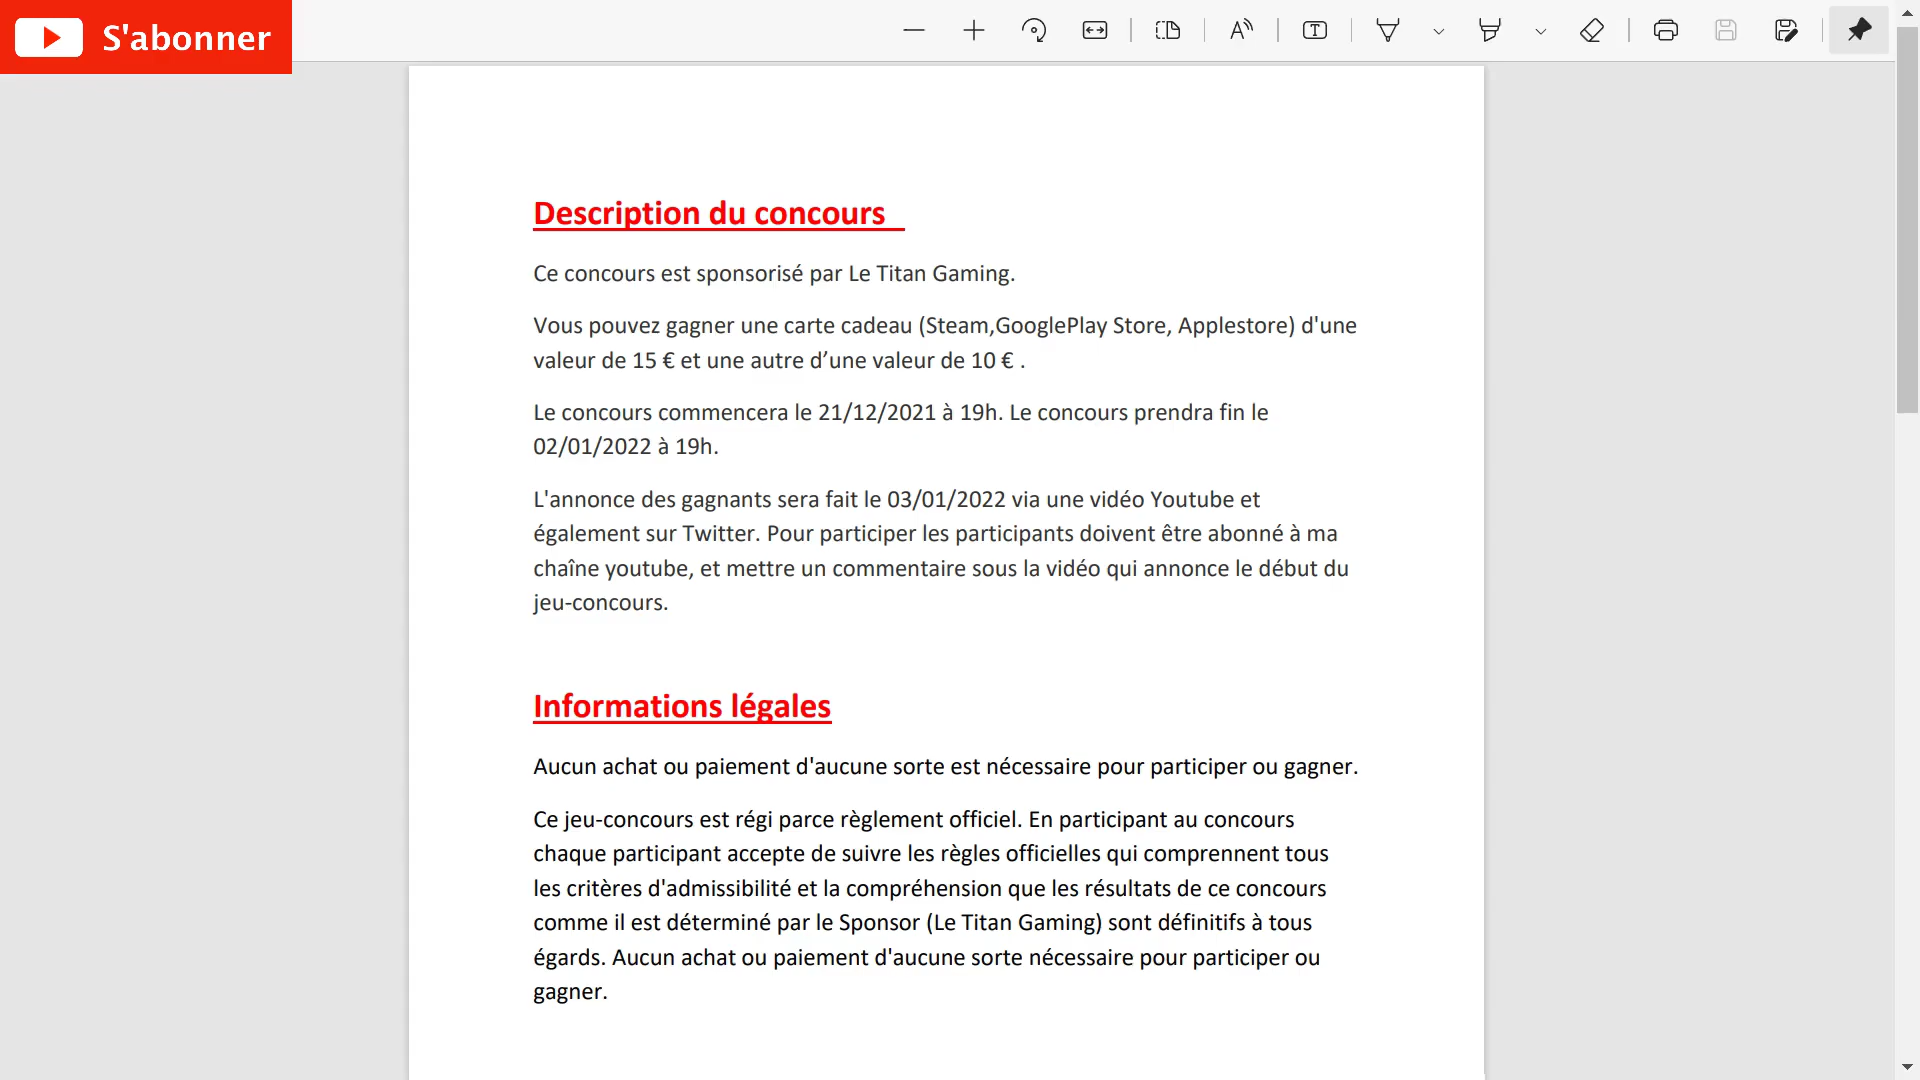 S'abonner
Description du concours
Ce concours est sponsorisé par Le Titan Gaming.
Vous pouvez gagner une carte cadeau (Steam,GooglePlay Store, Applestore) d'une
valeur de 15 € et une autre d’une valeur de 10 € .
Le concours commencera le 21/12/2021 à 19h. Le concours prendra fin le
02/01/2022 à 19h.
L'annonce des gagnants sera fait le 03/01/2022 via une vidéo Youtube et
également sur Twitter. Pour participer les participants doivent être abonné à ma
chaîne youtube, et mettre un commentaire sous la vidéo qui annonce le début du
jeu-concours.
Informations légales
Aucun achat ou paiement d'aucune sorte est nécessaire pour participer ou gagner.
Ce jeu-concours est régi parce règlement officiel. En participant au concours
chaque participant accepte de suivre les règles officielles qui comprennent tous
les critères d'admissibilité et la compréhension que les résultats de ce concours
comme il est déterminé par le Sponsor (Le Titan Gaming) sont définitifs à tous
égards. Aucun achat ou paiement d'aucune sorte nécessaire pour participer ou
gagner.